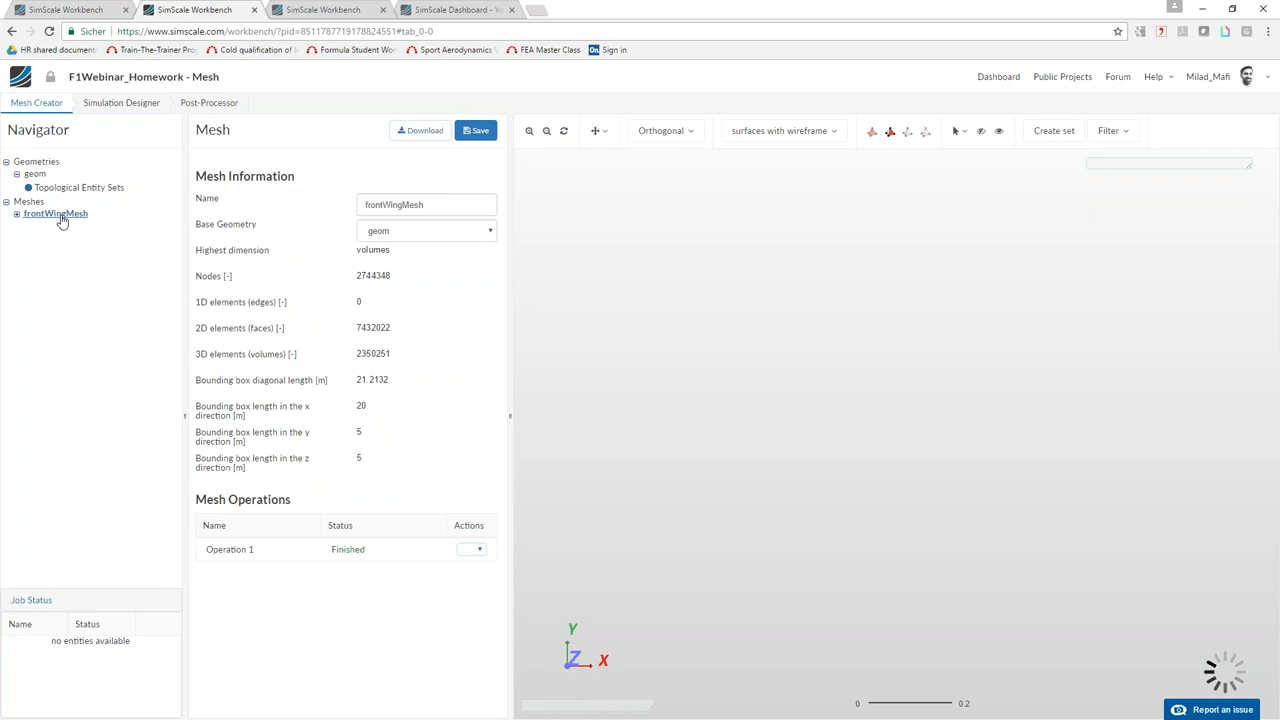 SimScale Workbench
SimScale Workbench
SimScale Workbench
SimScale Dashboard - Yo
Sicher
https://www.simscale.com/workbench/?pid=8511787719178824551#tab_0-0
HR shared document
Train-The-Trainer Pro
Cold qualification of
Formula Student Wor
Sport Aerodynamics
FEA Master Class
Sign in
F1Webinar_Homework - Mesh
Dashboard
Public Projects
Forum
Help
Milad_Mafi
Mesh Creator
Simulation Designer
Post-Processor
Navigator
Mesh
Download
Save
Orthogonal
surfaces with wireframe
Create set
Filter
Geometries
geom
Topological Entity Sets
Meshes
frontWingMesh
Mesh Information
Name
frontWingMesh
Base Geometry
geom
Highest dimension
volumes
Nodes [-]
2744348
1D elements (edges) [-]
0
2D elements (faces) [-]
7432022
3D elements (volumes) [-]
2350251
Bounding box diagonal length [m]
21.2132
Bounding box length in the x
direction [m]
20
Bounding box length in the y
direction [m]
5
Bounding box length in the z
direction [m]
5
Mesh Operations
Name
Status
Actions
Operation 1
Finished
Job Status
Name
Status
no entities available
Y
Z
X
0
0.2
Report an issue